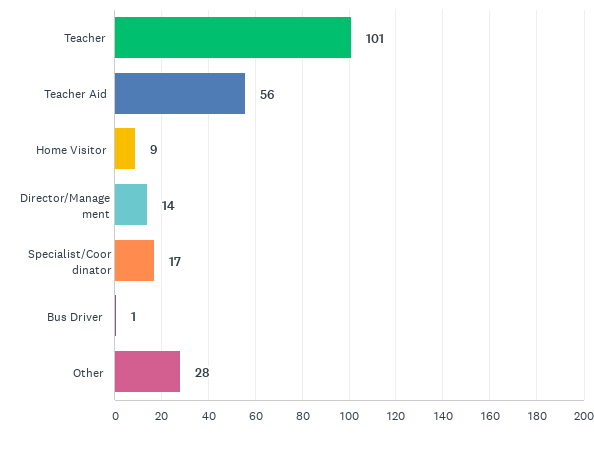 Teacher
101
Teacher Aid
56
Home Visitor
9
Director/Manage
ment
14
Specialist/Coor
dinator
17
Bus Driver
1
Other
28
0 20 40 60 80 100 120 140 160 180 200